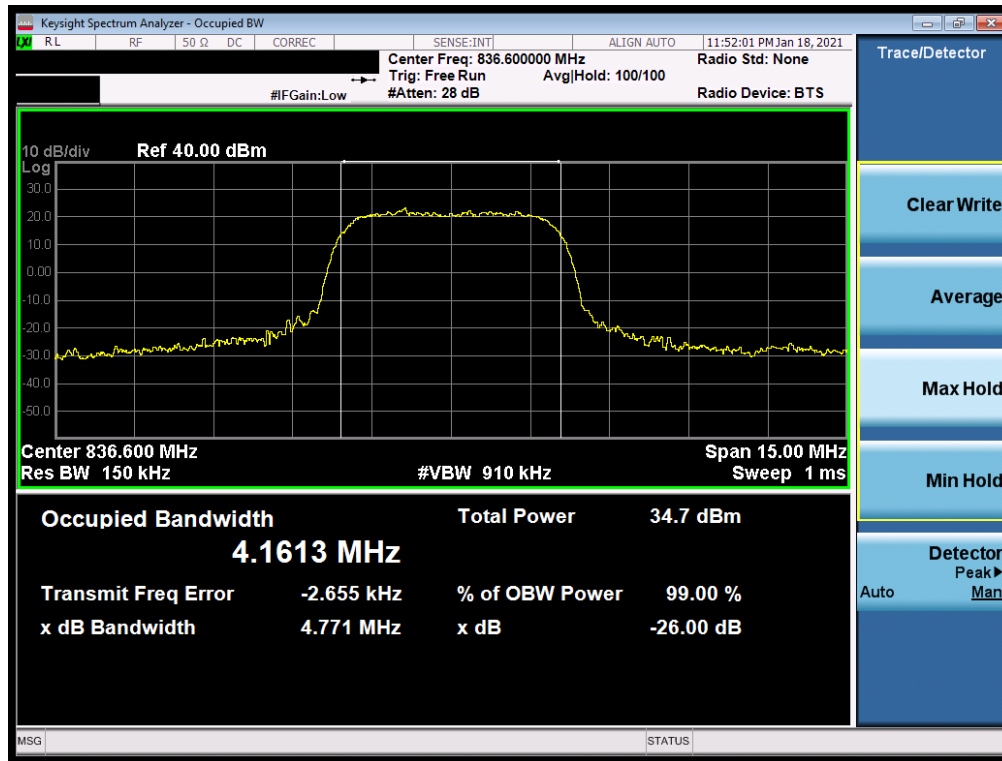 Keysight Spectrum Analyzer - Occupied BW
LXI RL RF 50 Ω DC CORREC SENSE:INT ALIGN AUTO 11:52:01 PM Jan 18, 2021
Center Freq: 836.600000 MHz Radio Std: None
Trig: Free Run Avg|Hold: 100/100
#IFGain:Low #Atten: 28 dB Radio Device: BTS
Trace/Detector
10 dB/div Ref 40.00 dBm
Log
30.0
20.0
10.0
0.00
-10.0
-20.0
-30.0
-40.0
-50.0
Center 836.600 MHz Span 15.00 MHz
Res BW 150 kHz #VBW 910 kHz Sweep 1 ms
Occupied Bandwidth Total Power 34.7 dBm
4.1613 MHz
Transmit Freq Error -2.655 kHz % of OBW Power 99.00 %
x dB Bandwidth 4.771 MHz x dB -26.00 dB
Clear Write
Average
Max Hold
Min Hold
Detector
Peak▶
Auto Man
MSG STATUS